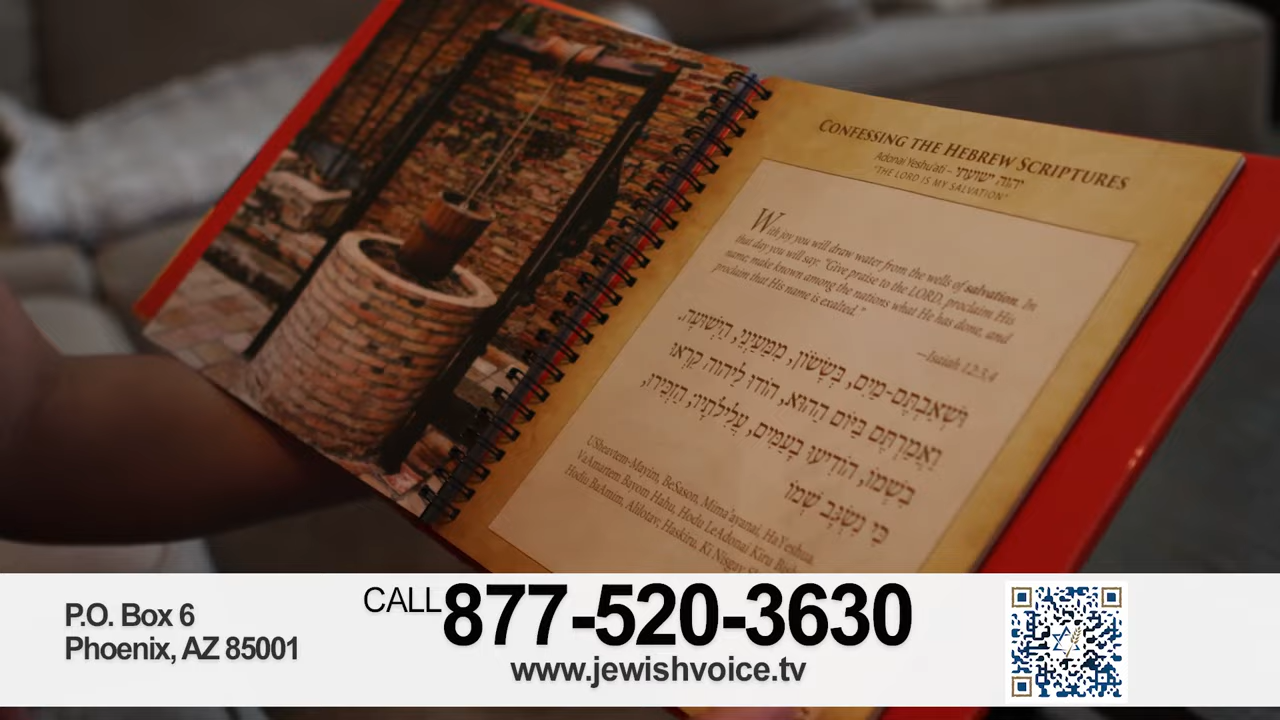 CONFESSING THE HEBREW SCRIPTURES
Adonai Yeshu'ati - יהוה ישועתי
"THE LORD IS MY SALVATION"
With joy you will draw water from the wells of salvation. In
that day you will say: "Give praise to the LORD, proclaim His
name; make known among the nations what He has done, and
proclaim that His name is exalted."
—Isaiah 12:3,4
וּשְׁאַבְתֶּם-מַיִם, בְּשָׂשׂוֹן, מִמַּעַיְנֵי, הַיְשׁוּעָה.
וַאֲמַרְתֶּם בַּיּוֹם הַהוּא, הוֹדוּ לַיהוָה קִרְאוּ
בִשְׁמוֹ, הוֹדִיעוּ בָעַמִּים, עֲלִילֹתָיו; הַזְכִּירוּ,
כִּי נִשְׂגָּב שְׁמוֹ
USheavtem-Mayim, BeSason, Mima'ayanai, HaYeshua
VaAmartem Bayom Hahu, Hodu LeAdonai Kiru
Hodiu BaAmim, Alilotav, Haskiru, Ki Nisgav
P.O. Box 6
Phoenix, AZ 85001
CALL 877-520-3630
www.jewishvoice.tv